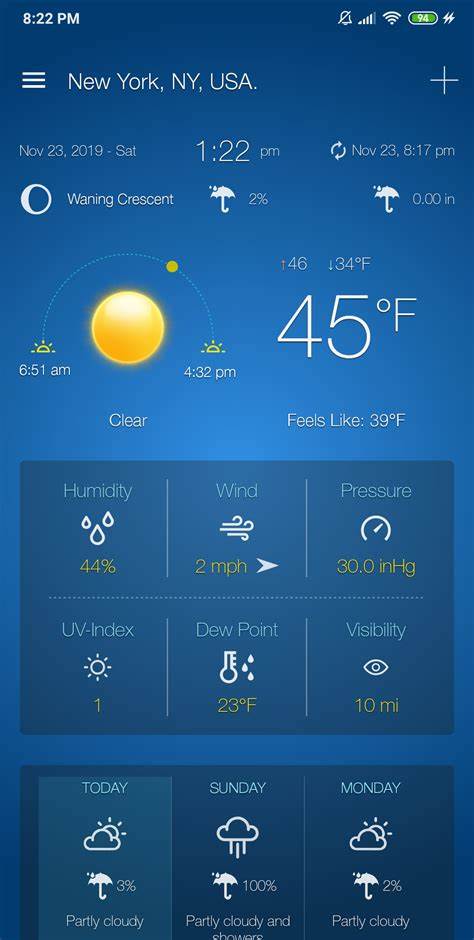 8:22 PM 94
New York, NY, USA.
Nov 23, 2019 - Sat 1:22 pm Nov 23, 8:17 pm
Waning Crescent 2% 0.00 in
↑46 ↓34°F
45°F
6:51 am 4:32 pm
Clear Feels Like: 39°F
Humidity Wind Pressure
44% 2 mph 30.0 inHg
UV-Index Dew Point Visibility
1 23°F 10 mi
TODAY SUNDAY MONDAY
3% 100% 2%
Partly cloudy Partly cloudy and Partly cloudy
showers